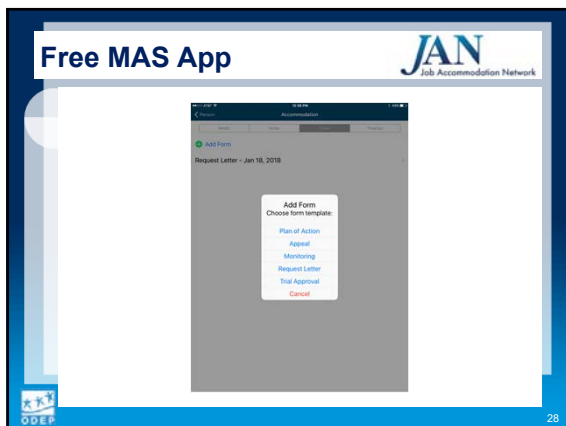 Free MAS App
JAN
Job Accommodation Network
Person
Accommodation
Add Form
Request Letter - Jan 18, 2018
Add Form
Choose form template:
Plan of Action
Appeal
Monitoring
Request Letter
Trial Approval
Cancel
ODEP
28